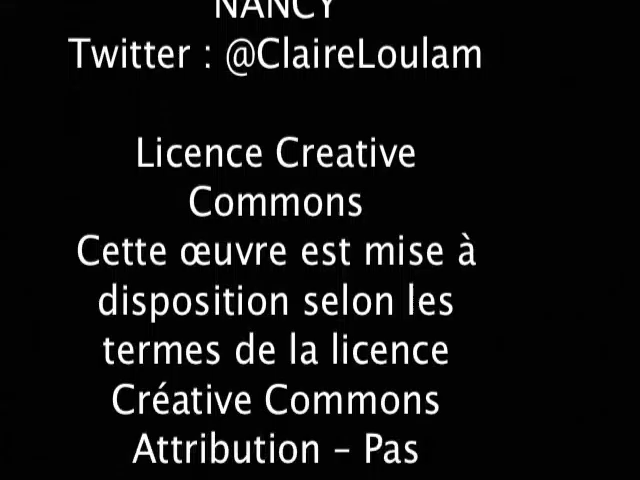 NANCY
Twitter : @ClaireLoulam
Licence Creative
Commons
Cette œuvre est mise à
disposition selon les
termes de la licence
Créative Commons
Attribution – Pas